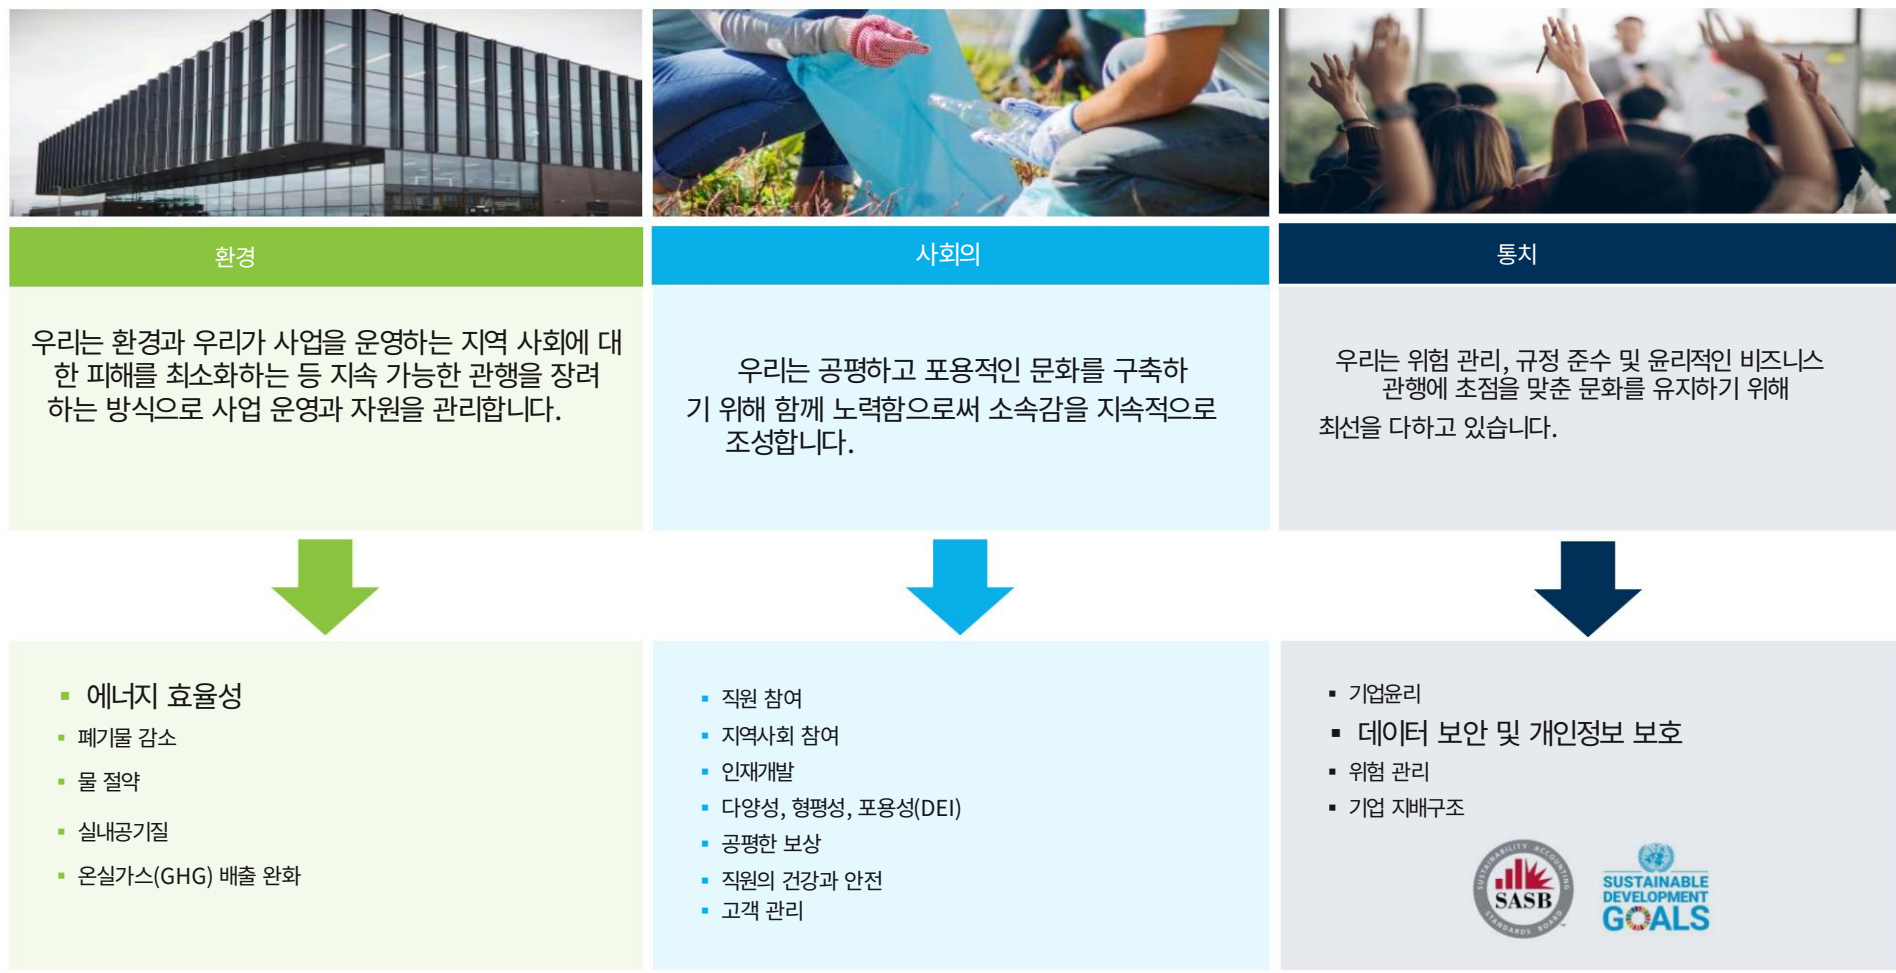 환경
우리는 환경과 우리가 사업을 운영하는 지역 사회에 대
한 피해를 최소화하는 등 지속 가능한 관행을 장려
하는 방식으로 사업 운영과 자원을 관리합니다.
에너지 효율성
폐기물 감소
물 절약
실내공기질
온실가스(GHG) 배출 완화
사회의
우리는 공평하고 포용적인 문화를 구축하
기 위해 함께 노력함으로써 소속감을 지속적으로
조성합니다.
직원 참여
지역사회 참여
인재개발
다양성, 형평성, 포용성(DEI)
공평한 보상
직원의 건강과 안전
고객 관리
통치
우리는 위험 관리, 규정 준수 및 윤리적인 비즈니스
관행에 초점을 맞춘 문화를 유지하기 위해
최선을 다하고 있습니다.
기업윤리
데이터 보안 및 개인정보 보호
위험 관리
기업 지배구조
SUSTAINABILITY ACCOUNTING
SASB
STANDARDS BOARD
SUSTAINABLE
DEVELOPMENT
GOALS